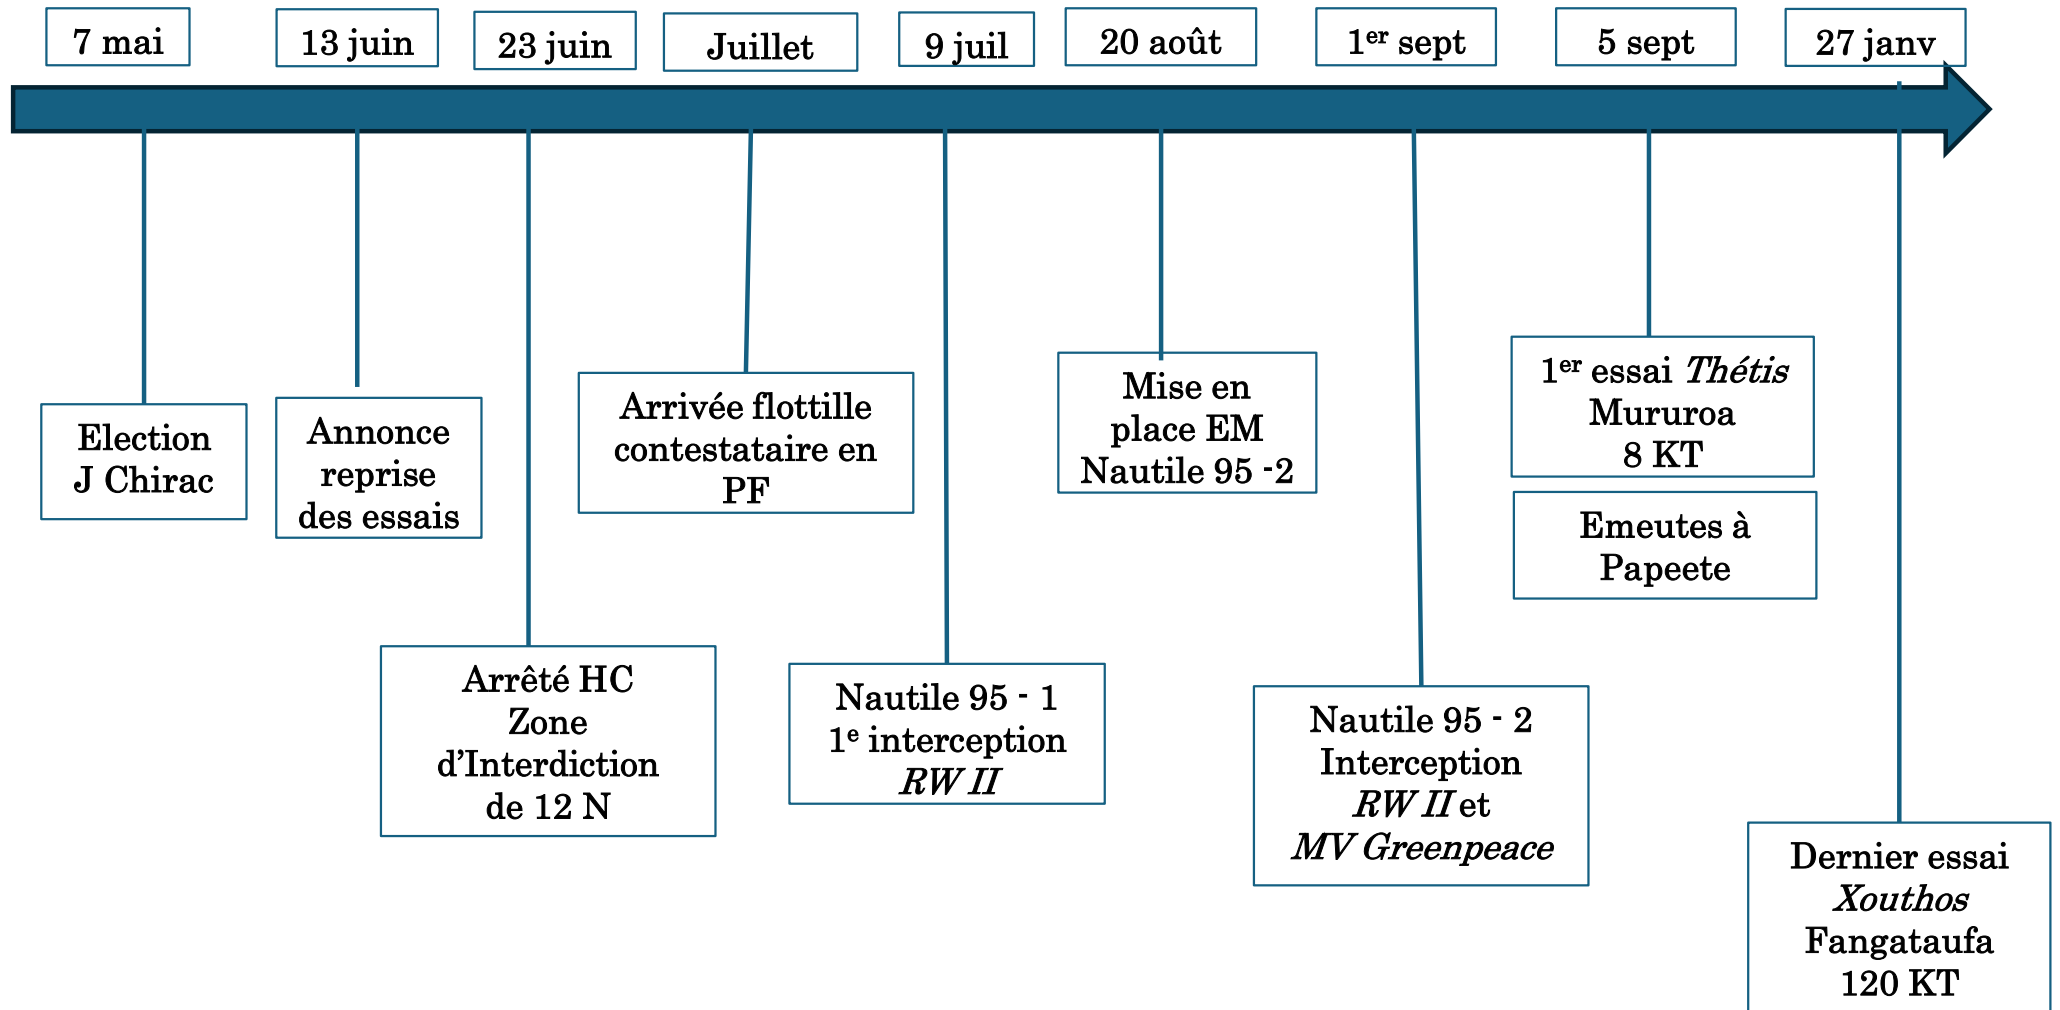 7 mai
13 juin
23 juin
Juillet
9 juil
20 août
1er sept
5 sept
27 janv
Election
J Chirac
Annonce
reprise
des essais
Arrêté HC
Zone
d’Interdiction
de 12 N
Arrivée flottille
contestataire en
PF
Nautile 95 - 1
1e interception
RW II
Mise en
place EM
Nautile 95 -2
Nautile 95 - 2
Interception
RW II et
MV Greenpeace
1er essai Thétis
Mururoa
8 KT
Emeutes à
Papeete
Dernier essai
Xouthos
Fangataufa
120 KT